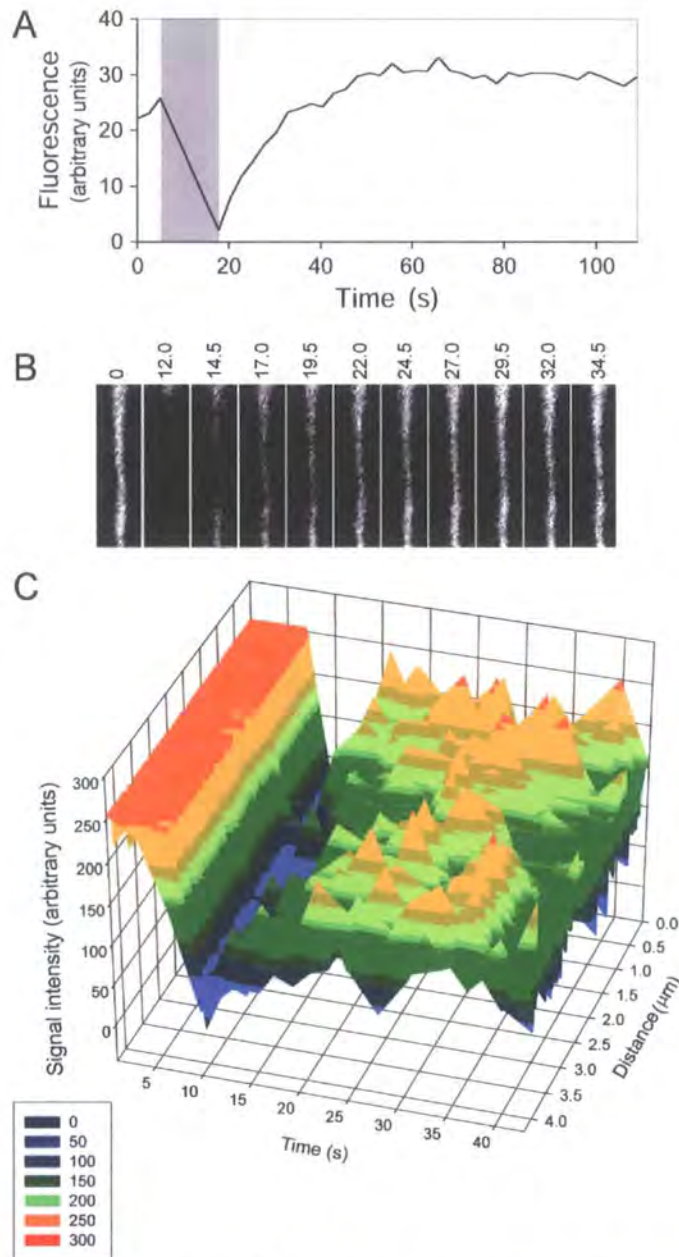 A
Fluorescence
(arbitrary units)
40
30
20
10
0
0 20 40 60 80 100
Time (s)
B
0 12.0 14.5 17.0 19.5 22.0 24.5 27.0 29.5 32.0 34.5
C
Signal intensity (arbitrary units)
300
250
200
150
100
50
0
5 10 15 20 25 30 35 40
Time (s)
0.0
0.5
1.0
1.5
2.0
2.5
3.0
3.5
4.0
Distance (µm)
0
50
100
150
200
250
300